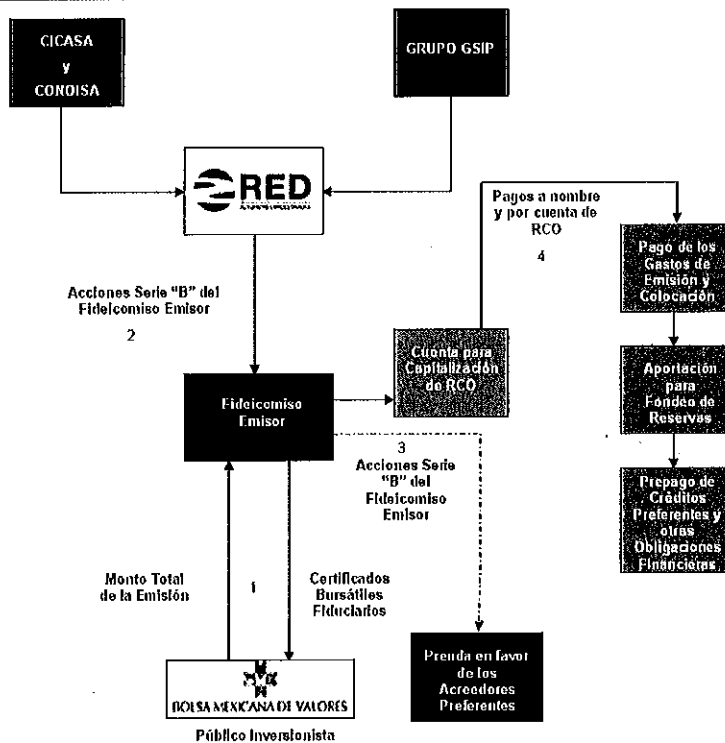 CICASA
y
CONOISA
GRUPO GSIP
RED
Pagos a nombre
y por cuenta de
RCO
4
Pago de los
Gastos de
Emisión y
Colocación
Acciones Serie "B" del
Fideicomiso Emisor
2
Cuenta para
Capitalización
de RCO
Aportación
para
Fondeo de
Reservas
Fideicomiso
Emisor
3
Acciones Serie
"B" del
Fideicomiso
Emisor
Prepago de
Créditos
Preferentes y
otras
Obligaciones
Financieras
Monto Total
de la Emisión
1
Certificados
Bursátiles
Fiduciarios
Prenda en favor
de los
Acreedores
Preferentes
BOLSA MEXICANA DE VALORES
Público Inversionista